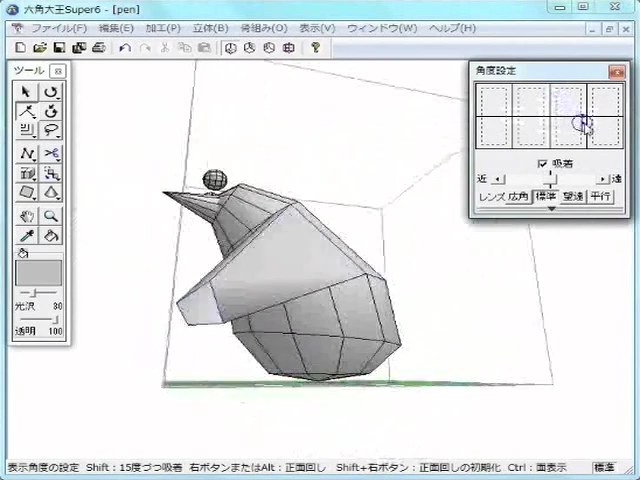 六角大王Super6 - [pen]
ファイル(F) 編集(E) 加工(P) 立体(B) 骨組み(O) 表示(V) ウィンドウ(W) ヘルプ(H)
ツール
角度設定
吸着
近 遠
レンズ 広角 標準 望遠 平行
光沢 30
透明 100
表示角度の設定 Shift：15度づつ吸着 右ボタンまたはAlt：正面回し Shift+右ボタン：正面回しの初期化 Ctrl：面表示 標準